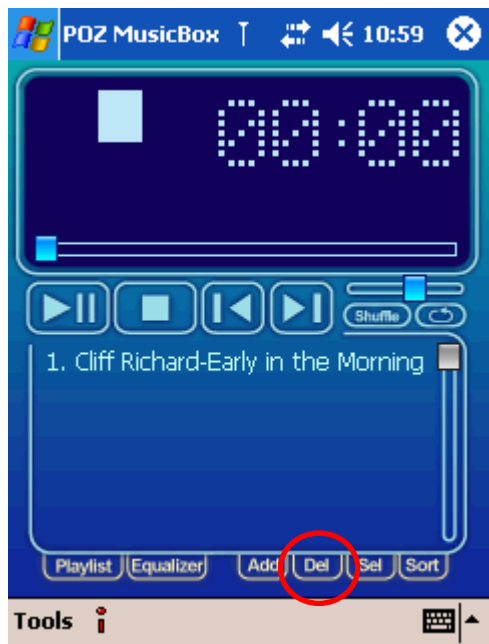 POZ MusicBox 10:59
00:00
Shuffle
1. Cliff Richard-Early in the Morning
Playlist Equalizer Add Del Sel Sort
Tools